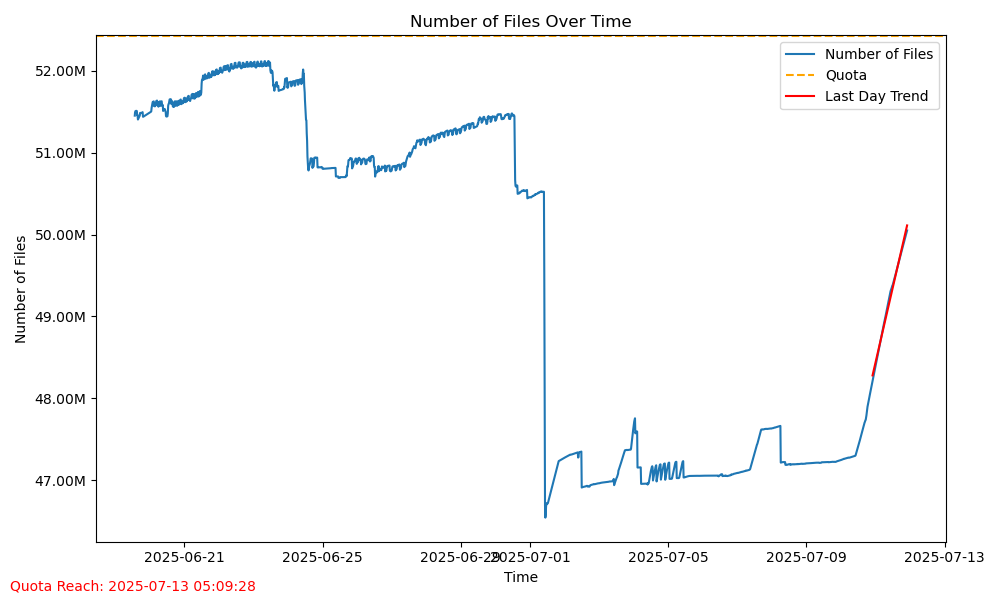 Number of Files Over Time
Number of Files
Quota
Last Day Trend
52.00M
51.00M
50.00M
49.00M
48.00M
47.00M
Number of Files
2025-06-21
2025-06-25
2025-06-29
2025-07-01
2025-07-05
2025-07-09
2025-07-13
Time
Quota Reach: 2025-07-13 05:09:28